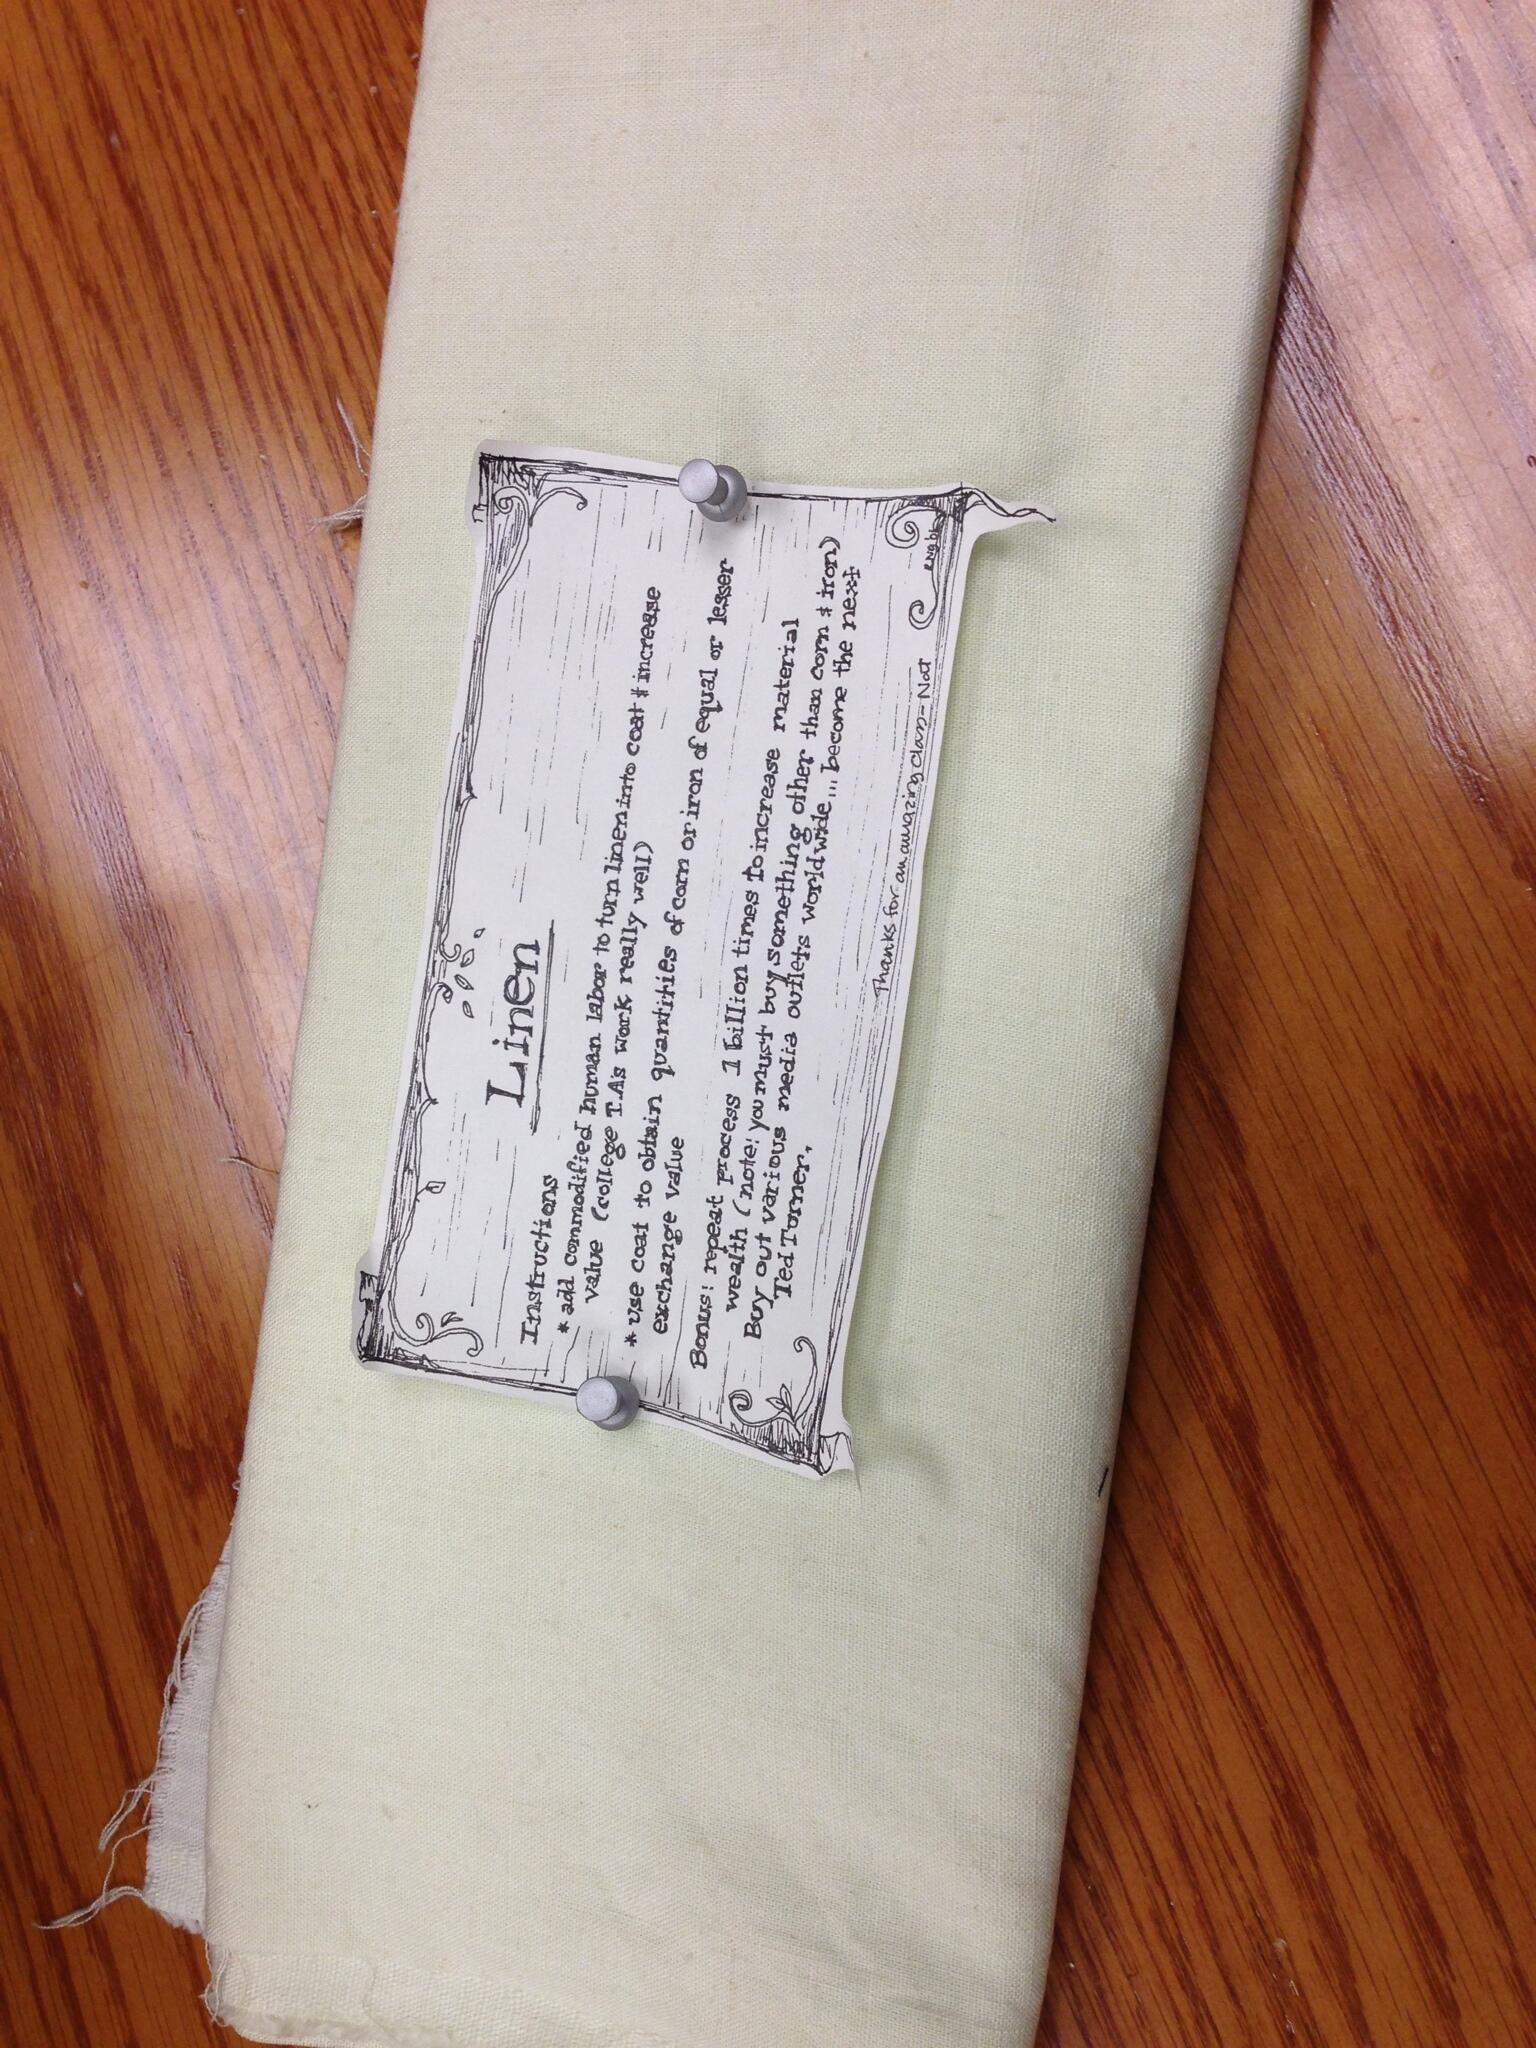 Linen
Instructions
* add commodified human labor to turn linen into coat & increase
value (college T.A.s work really well)
* use coat to obtain quantities of corn or iron of equal or lesser
exchange value
Bonus: repeat process 1 billion times to increase material
wealth (note: you must buy something other than corn & iron)
Buy out various media outlets worldwide... become the next
Ted Turner.
Thanks for an amazing class - Nat